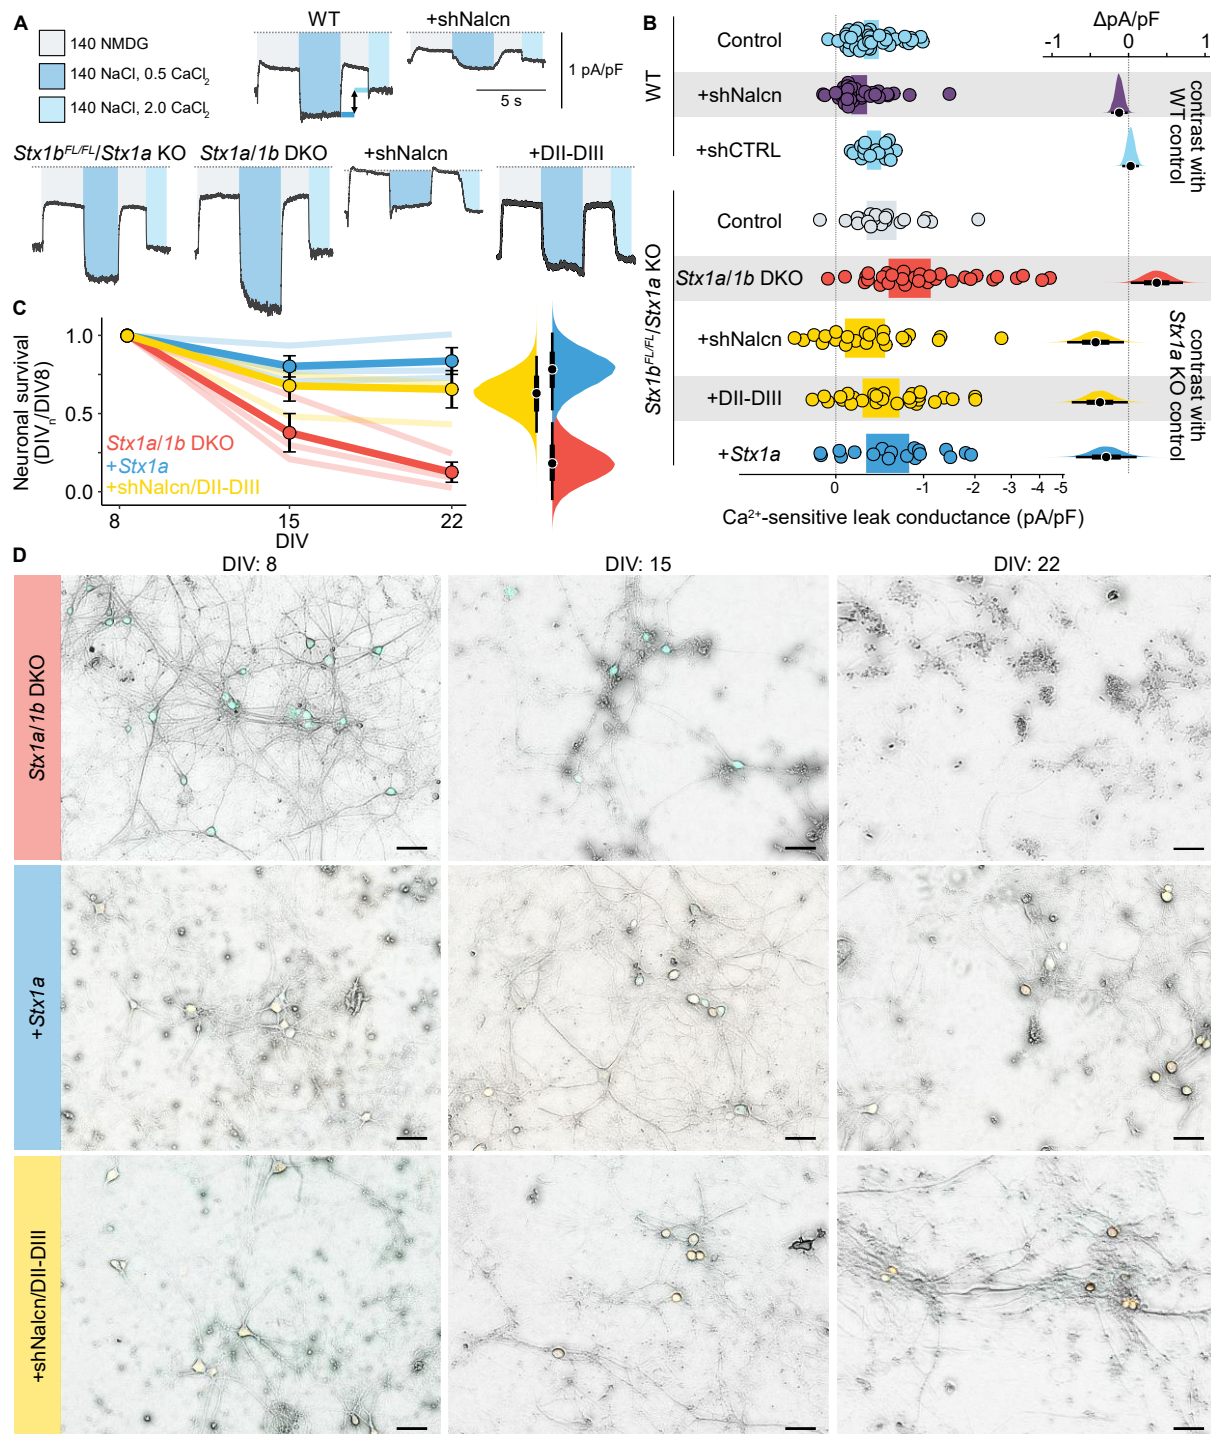 A
140 NMDG
140 NaCl, 0.5 CaCl2
140 NaCl, 2.0 CaCl2
WT
+shNalcn
1 pA/pF
5 s
Stx1bFL/FL/Stx1a KO
Stx1a/1b DKO
+shNalcn
+DII-DIII
B
WT
Control
+shNalcn
+shCTRL
Stx1bFL/FL/Stx1a KO
Control
Stx1a/1b DKO
+shNalcn
+DII-DIII
+Stx1a
ΔpA/pF
-1 0 1
contrast with
WT control
contrast with
Stx1a KO control
0 -1 -2 -3 -4 -5
Ca2+-sensitive leak conductance (pA/pF)
C
Neuronal survival
(DIVn/DIV8)
1.0
0.5
0.0
Stx1a/1b DKO
+Stx1a
+shNalcn/DII-DIII
8 15 22
DIV
D
DIV: 8
DIV: 15
DIV: 22
Stx1a/1b DKO
+Stx1a
+shNalcn/DII-DIII